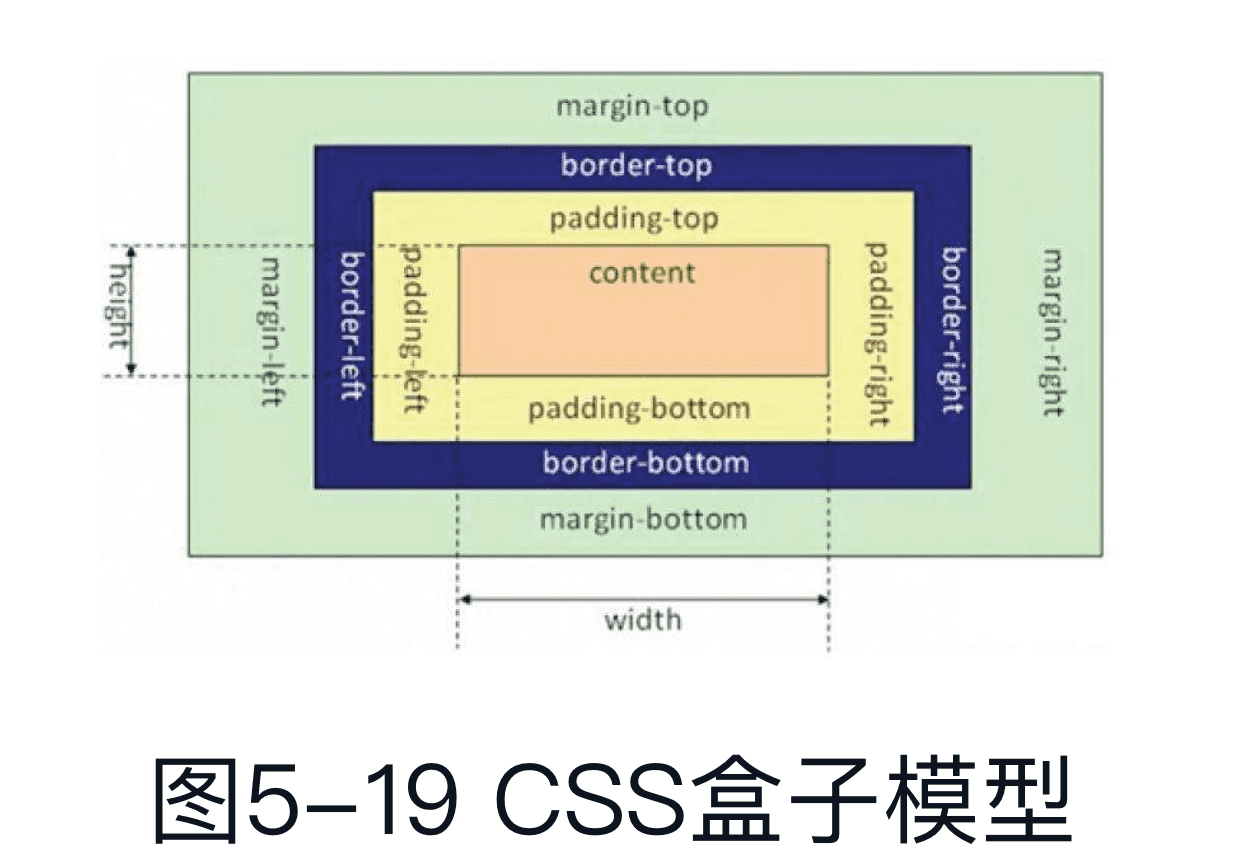 margin-top
border-top
padding-top
content
height
margin-left
border-left
padding-left
padding-right
border-right
margin-right
padding-bottom
border-bottom
margin-bottom
width
图5-19 CSS盒子模型